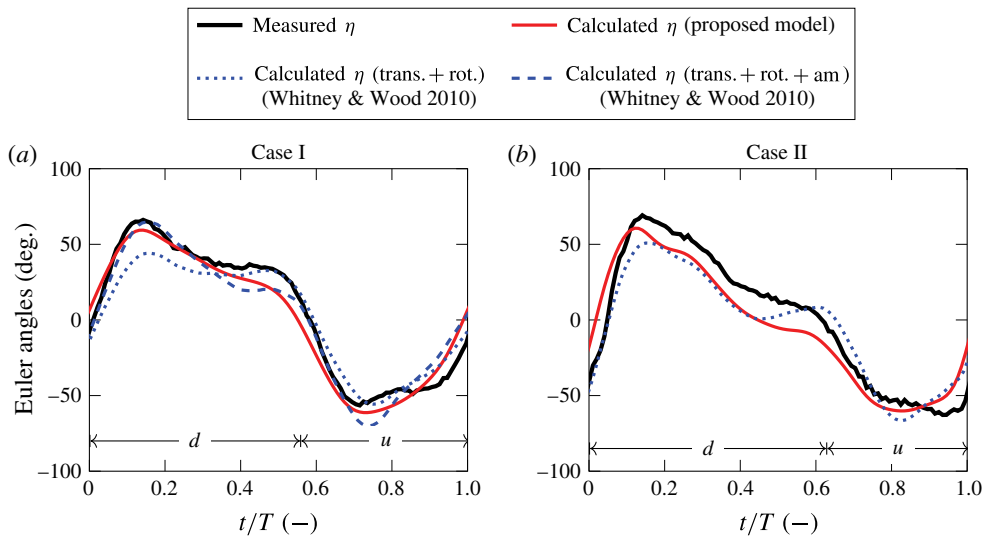 Measured η
Calculated η (proposed model)
Calculated η (trans. + rot.)
(Whitney & Wood 2010)
Calculated η (trans. + rot. + am)
(Whitney & Wood 2010)
(a)
Case I
100
50
0
−50
−100
Euler angles (deg.)
d
u
0
0.2
0.4
0.6
0.8
1.0
t/T (−)
(b)
Case II
100
50
0
−50
−100
d
u
0
0.2
0.4
0.6
0.8
1.0
t/T (−)